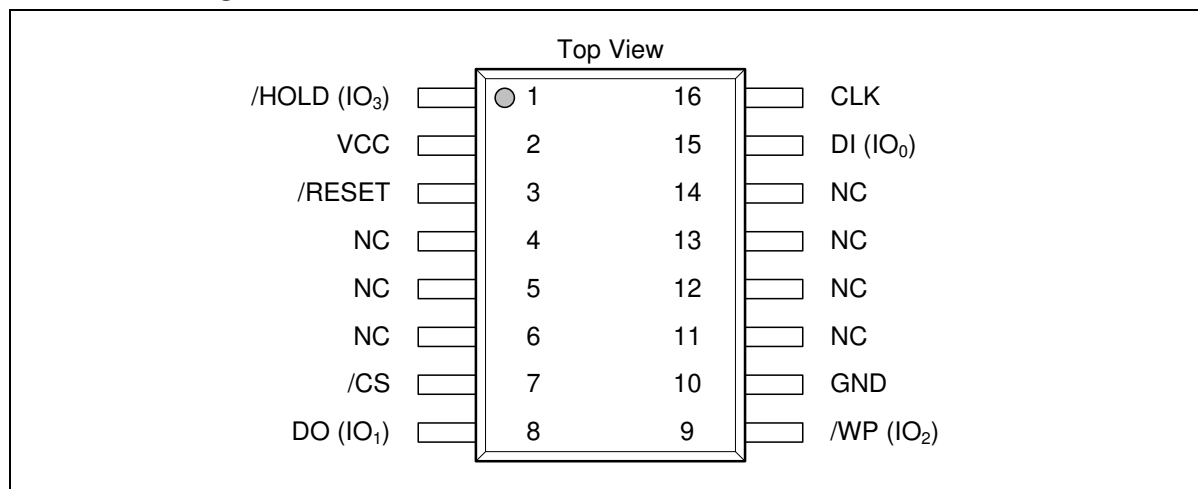 Top View
/HOLD (IO₃) 1 16 CLK
VCC 2 15 DI (IO₀)
/RESET 3 14 NC
NC 4 13 NC
NC 5 12 NC
NC 6 11 NC
/CS 7 10 GND
DO (IO₁) 8 9 /WP (IO₂)